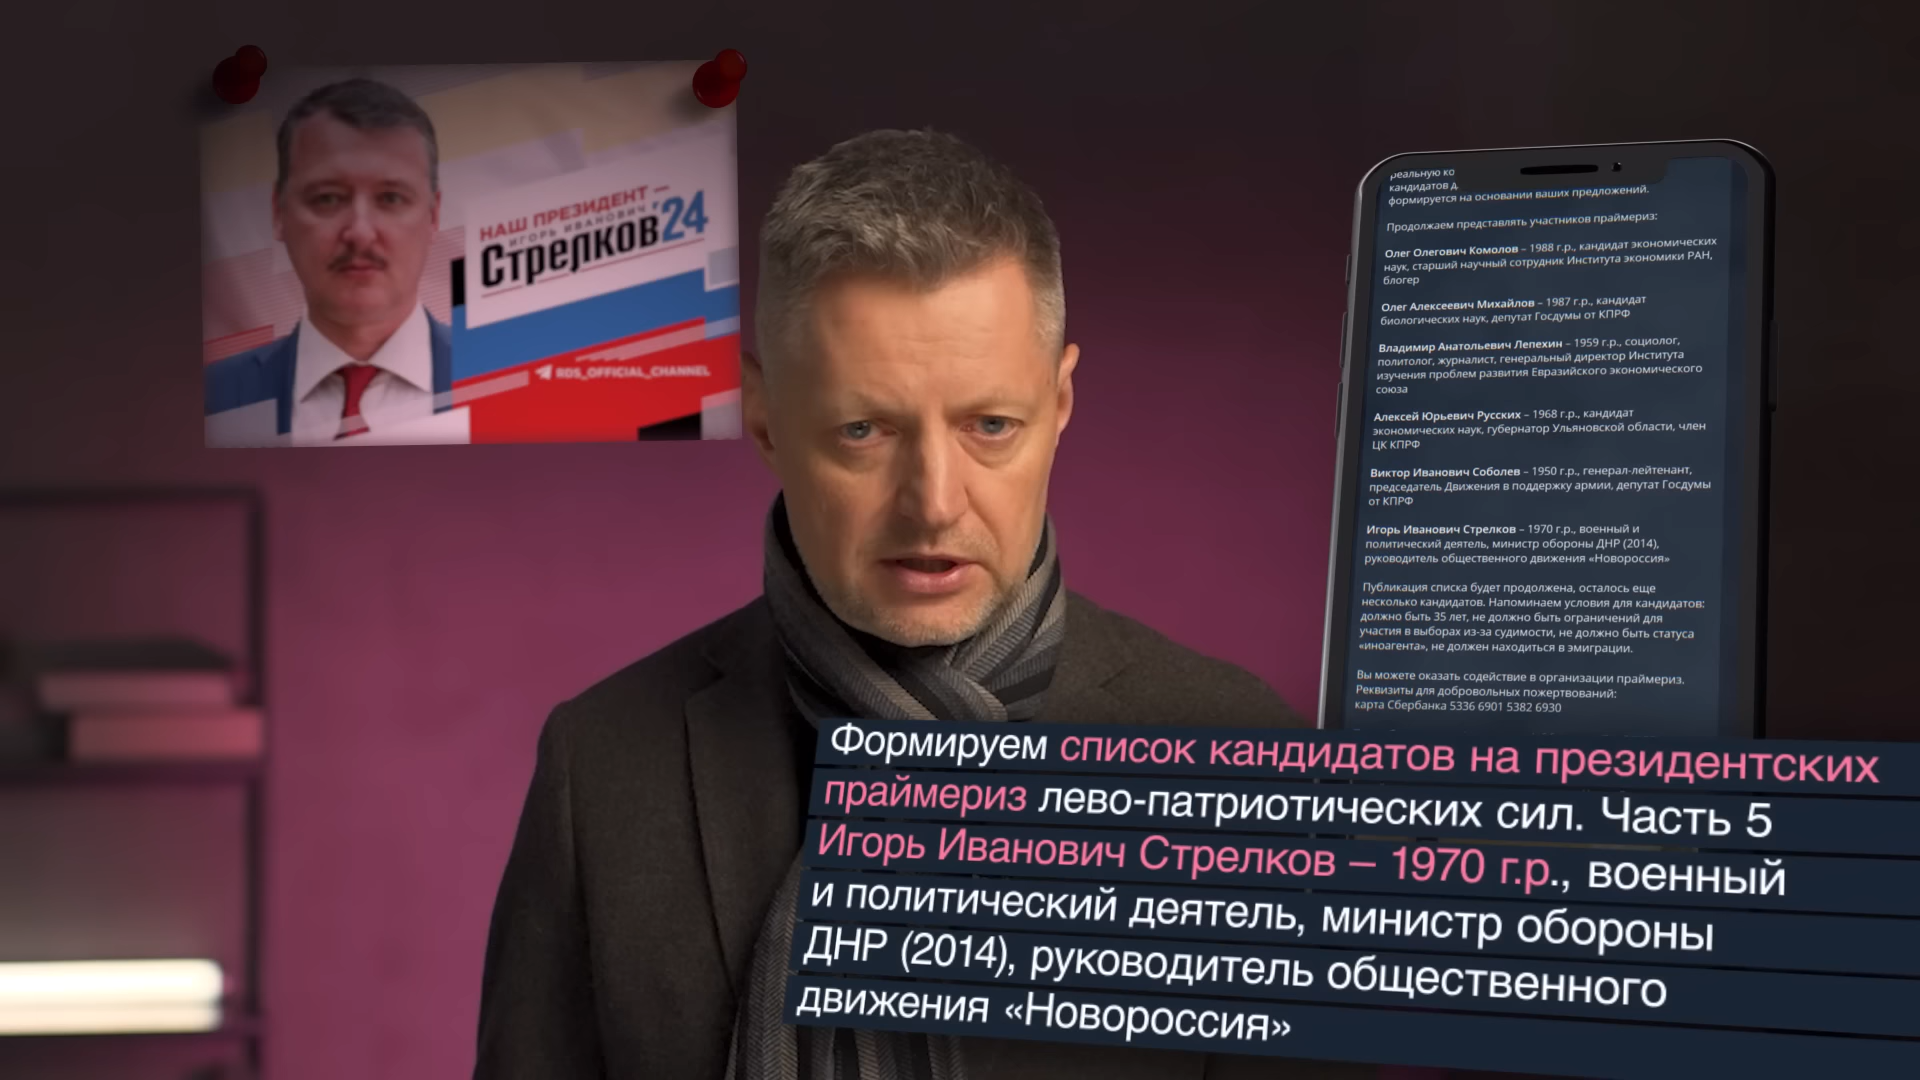 НАШ ПРЕЗИДЕНТ —
ИГОРЬ ИВАНОВИЧ
Стрелков24
RDS_OFFICIAL_CHANNEL
реальную ко
кандидатов д
формируется на основании ваших предложений.
Продолжаем представлять участников праймериз:
Олег Олегович Комолов – 1988 г.р., кандидат экономических
наук, старший научный сотрудник Института экономики РАН,
блогер
Олег Алексеевич Михайлов – 1987 г.р., кандидат
биологических наук, депутат Госдумы от КПРФ
Владимир Анатольевич Лепехин – 1959 г.р., социолог,
политолог, журналист, генеральный директор Института
изучения проблем развития Евразийского экономического
союза
Алексей Юрьевич Русских – 1968 г.р., кандидат
экономических наук, губернатор Ульяновской области, член
ЦК КПРФ
Виктор Иванович Соболев – 1950 г.р., генерал-лейтенант,
председатель Движения в поддержку армии, депутат Госдумы
от КПРФ
Игорь Иванович Стрелков – 1970 г.р., военный и
политический деятель, министр обороны ДНР (2014),
руководитель общественного движения «Новороссия»
Публикация списка будет продолжена, осталось еще
несколько кандидатов. Напоминаем условия для кандидатов:
должно быть 35 лет, не должно быть ограничений для
участия в выборах из-за судимости, не должно быть статуса
«иноагента», не должен находиться в эмиграции.
Вы можете оказать содействие в организации праймериз.
Реквизиты для добровольных пожертвований:
карта Сбербанка 5336 6901 5382 6930
Формируем список кандидатов на президентских
праймериз лево-патриотических сил. Часть 5
Игорь Иванович Стрелков – 1970 г.р., военный
и политический деятель, министр обороны
ДНР (2014), руководитель общественного
движения «Новороссия»